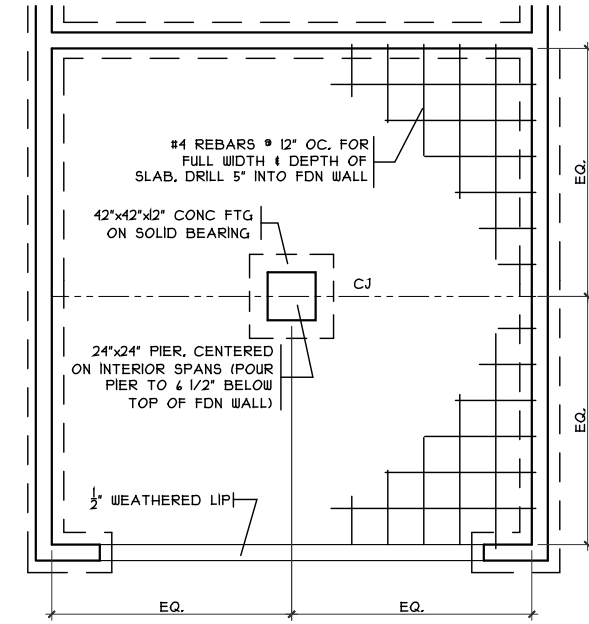 #4 REBARS @ 12" OC. FOR
FULL WIDTH & DEPTH OF
SLAB. DRILL 5" INTO FDN WALL
EQ.
42"x42"x12" CONC FTG
ON SOLID BEARING
CJ
24"x24" PIER, CENTERED
ON INTERIOR SPANS (POUR
PIER TO 6 1/2" BELOW
TOP OF FDN WALL)
EQ.
1/2" WEATHERED LIP
EQ.
EQ.